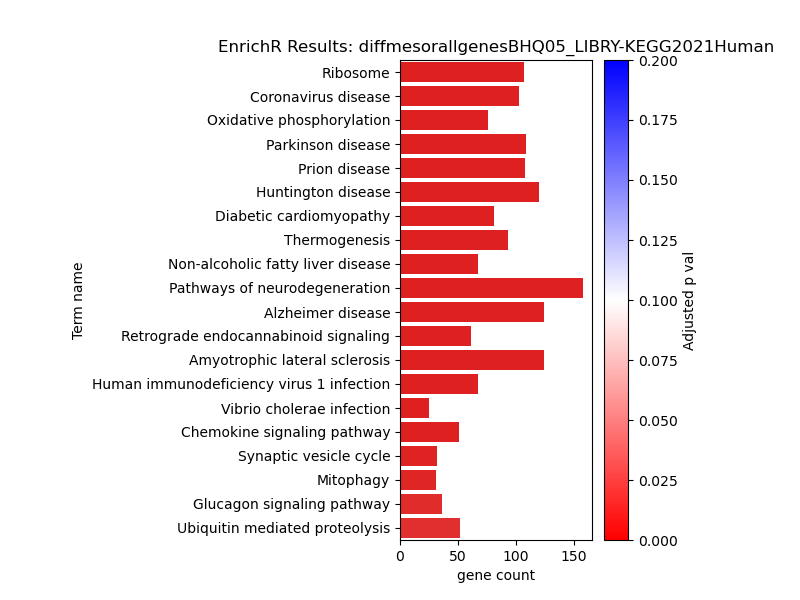 EnrichR Results: diffmesorallgenesBHQ05_LIBRY-KEGG2021Human
Term name
Ribosome
Coronavirus disease
Oxidative phosphorylation
Parkinson disease
Prion disease
Huntington disease
Diabetic cardiomyopathy
Thermogenesis
Non-alcoholic fatty liver disease
Pathways of neurodegeneration
Alzheimer disease
Retrograde endocannabinoid signaling
Amyotrophic lateral sclerosis
Human immunodeficiency virus 1 infection
Vibrio cholerae infection
Chemokine signaling pathway
Synaptic vesicle cycle
Mitophagy
Glucagon signaling pathway
Ubiquitin mediated proteolysis
0 50 100 150
gene count
0.200
0.175
0.150
0.125
0.100
0.075
0.050
0.025
0.000
Adjusted p val